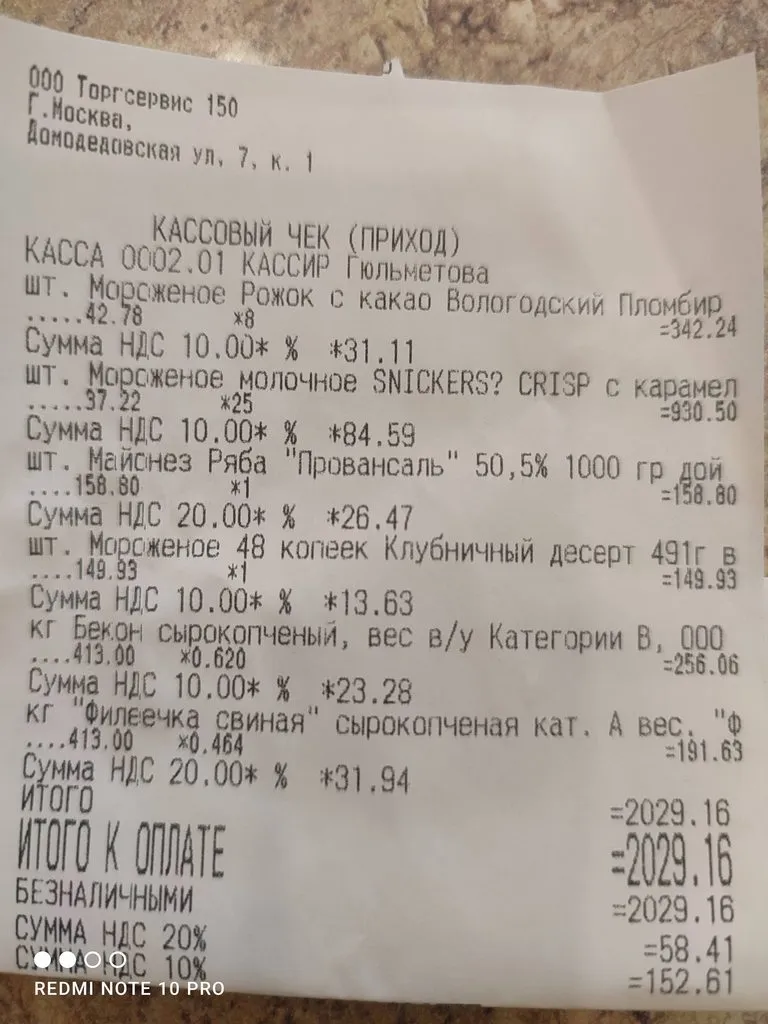 ООО Торгсервис 150
Г.Москва,
Домодедовская ул, 7, к. 1
КАССОВЫЙ ЧЕК (ПРИХОД)
КАССА 0002.01 КАССИР Гюльметова
шт. Мороженое Рожок с какао Вологодский Пломбир
.....42.78 *8 =342.24
Сумма НДС 10.00* % *31.11
шт. Мороженое молочное SNICKERS? CRISP с карамел
.....37.22 *25 =930.50
Сумма НДС 10.00* % *84.59
шт. Майонез Ряба "Провансаль" 50,5% 1000 гр дой
....158.80 *1 =158.80
Сумма НДС 20.00* % *26.47
шт. Мороженое 48 копеек Клубничный десерт 491г в
....149.93 *1 =149.93
Сумма НДС 10.00* % *13.63
кг Бекон сырокопченый, вес в/у Категории В, ООО
....413.00 *0.620 =256.06
Сумма НДС 10.00* % *23.28
кг "Филеечка свиная" сырокопченая кат. А вес. "Ф
....413.00 *0.464 =191.63
Сумма НДС 20.00* % *31.94
ИТОГО =2029.16
ИТОГО К ОПЛАТЕ =2029.16
БЕЗНАЛИЧНЫМИ =2029.16
СУММА НДС 20% =58.41
СУММА НДС 10% =152.61
REDMI NOTE 10 PRO